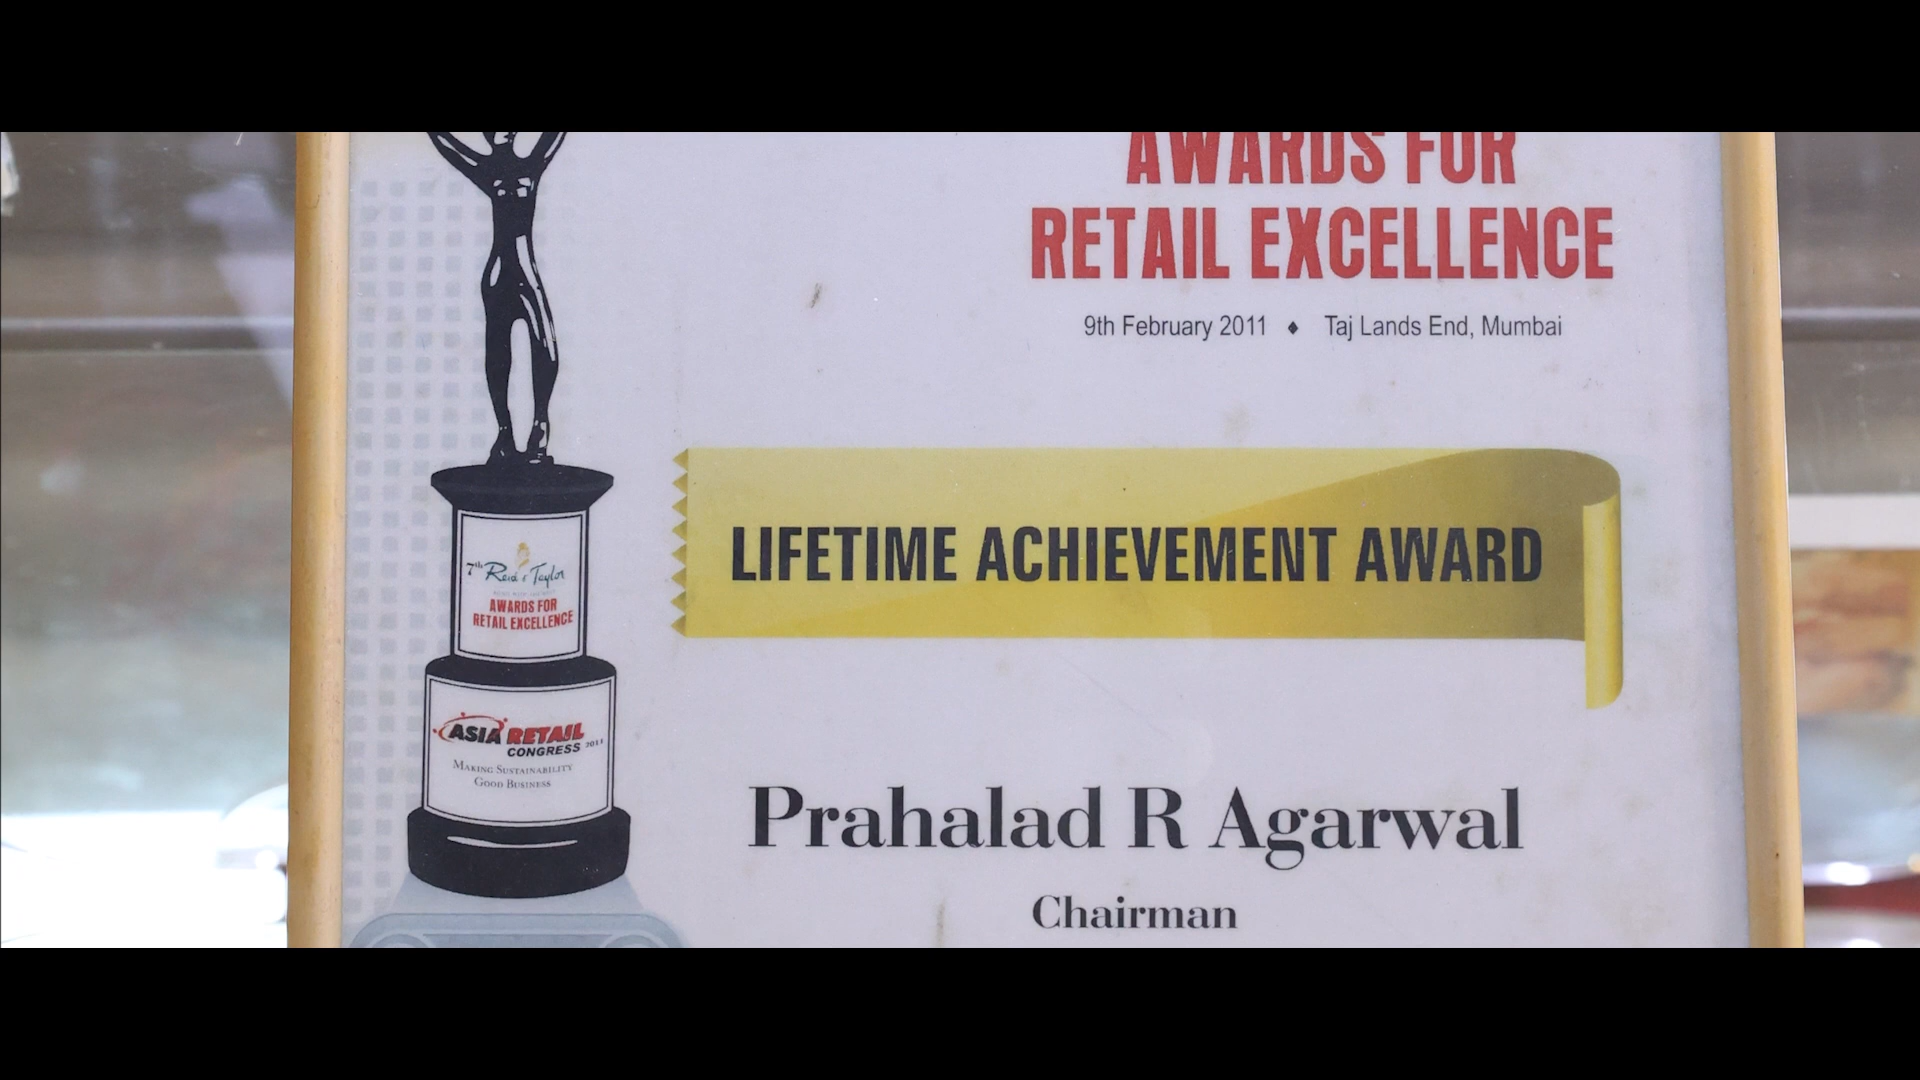 AWARDS FOR
RETAIL EXCELLENCE
9th February 2011 ♦ Taj Lands End, Mumbai
LIFETIME ACHIEVEMENT AWARD
7th Reid & Taylor
AWARDS FOR
RETAIL EXCELLENCE
ASIA RETAIL
CONGRESS 2011
MAKING SUSTAINABILITY
GOOD BUSINESS
Prahalad R Agarwal
Chairman